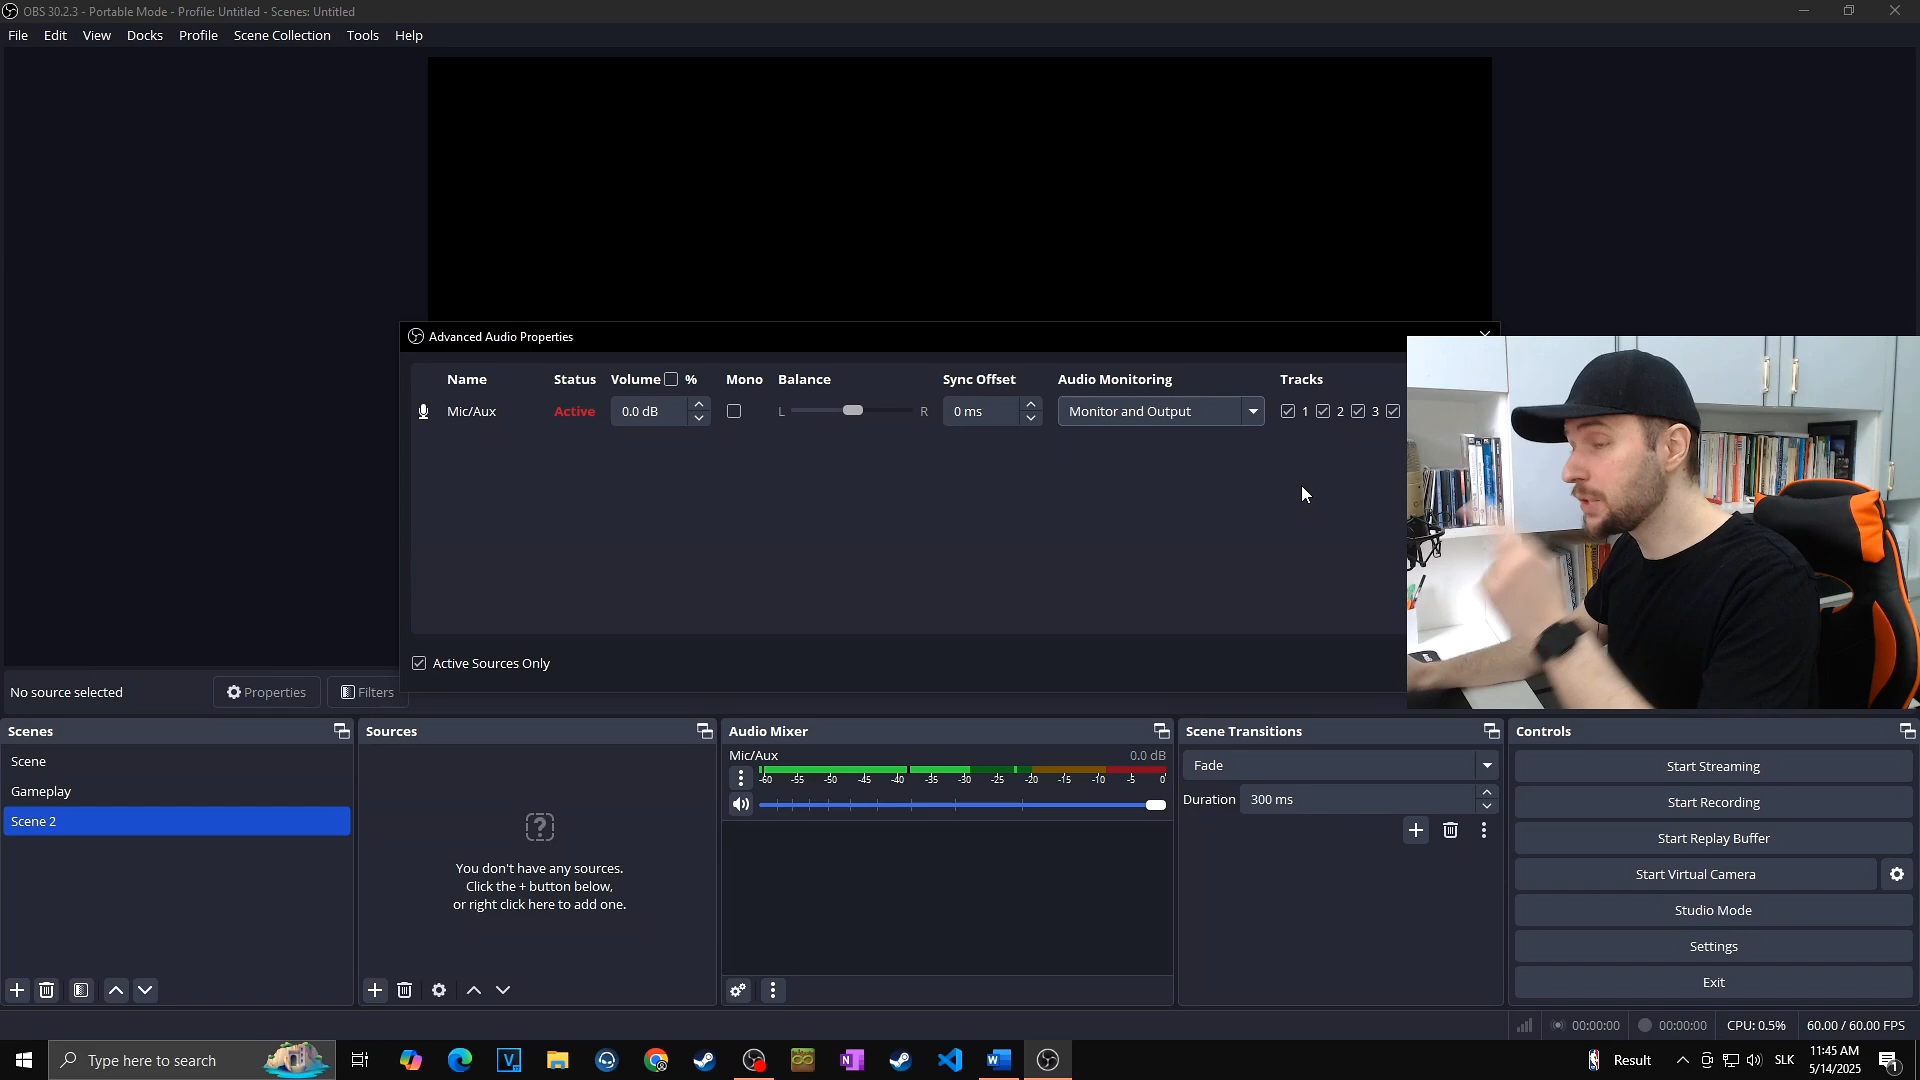 OBS 30.2.3 - Portable Mode - Profile: Untitled - Scenes: Untitled
File Edit View Docks Profile Scene Collection Tools Help
Advanced Audio Properties
Name Status Volume % Mono Balance Sync Offset Audio Monitoring Tracks
Mic/Aux Active 0.0 dB L R 0 ms Monitor and Output 1 2 3
Active Sources Only
No source selected Properties Filters
Scenes Sources Audio Mixer Scene Transitions Controls
Scene
Gameplay
Scene 2
You don't have any sources.
Click the + button below,
or right click here to add one.
Mic/Aux 0.0 dB
-60 -55 -50 -45 -40 -35 -30 -25 -20 -15 -10 -5 0
Fade
Duration 300 ms
Start Streaming
Start Recording
Start Replay Buffer
Start Virtual Camera
Studio Mode
Settings
Exit
00:00:00 00:00:00 CPU: 0.5% 60.00 / 60.00 FPS
Type here to search Result SLK 11:45 AM
5/14/2025 1